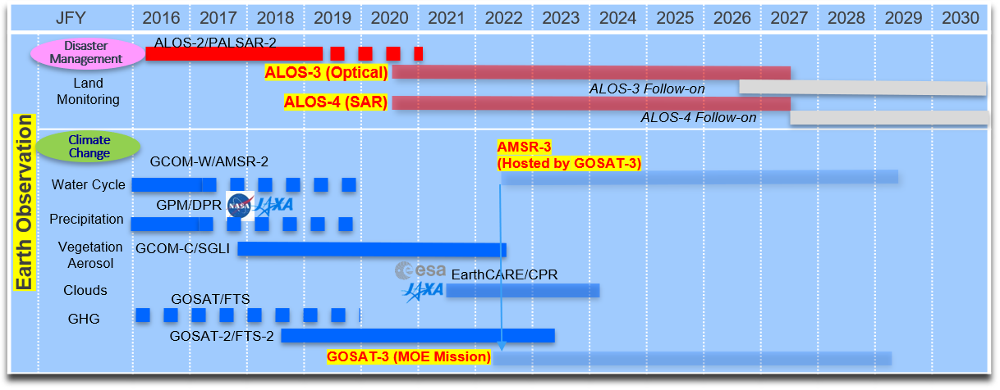 JFY 2016 2017 2018 2019 2020 2021 2022 2023 2024 2025 2026 2027 2028 2029 2030
Disaster
Management
ALOS-2/PALSAR-2
ALOS-3 (Optical)
Land
Monitoring
ALOS-3 Follow-on
ALOS-4 (SAR)
ALOS-4 Follow-on
Earth Observation
Climate
Change
AMSR-3
(Hosted by GOSAT-3)
GCOM-W/AMSR-2
Water Cycle
GPM/DPR NASA JAXA
Precipitation
Vegetation
Aerosol
GCOM-C/SGLI
esa
EarthCARE/CPR
Clouds
JAXA
GOSAT/FTS
GHG
GOSAT-2/FTS-2
GOSAT-3 (MOE Mission)